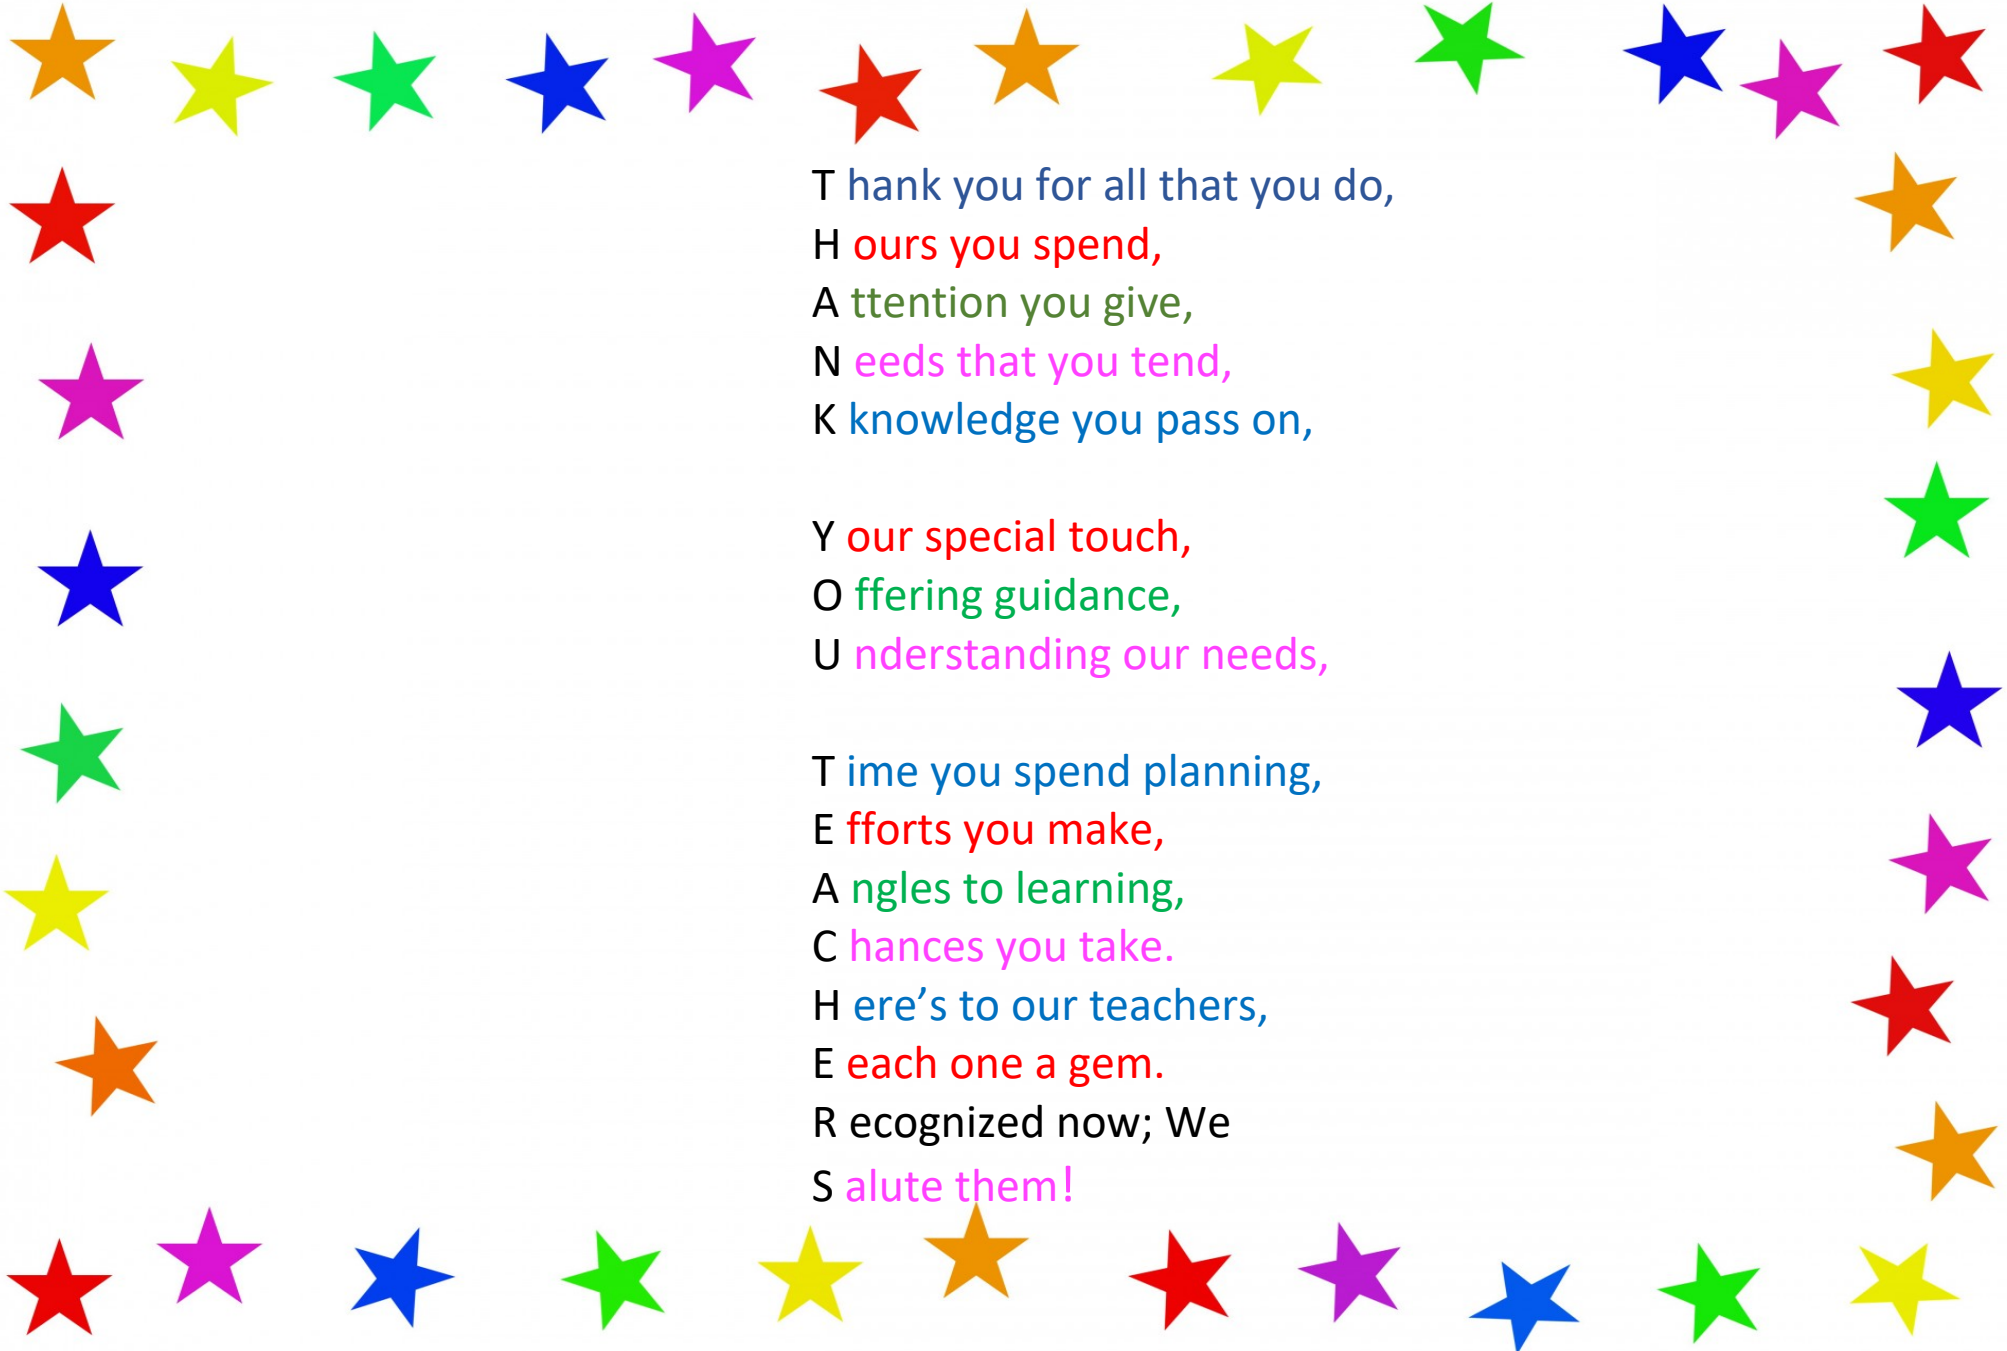 T hank you for all that you do,
H ours you spend,
A ttention you give,
N eeds that you tend,
K knowledge you pass on,
Y our special touch,
O ffering guidance,
U nderstanding our needs,
T ime you spend planning,
E fforts you make,
A ngles to learning,
C hances you take.
H ere’s to our teachers,
E each one a gem.
R ecognized now; We
S alute them!